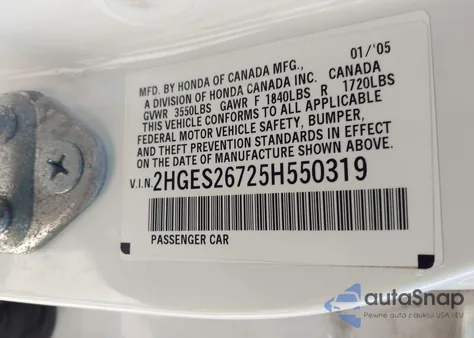 01/'05
MFD. BY HONDA OF CANADA MFG.,
A DIVISION OF HONDA CANADA INC. CANADA
GVWR 3550LBS GAWR F 1840LBS R 1720LBS
THIS VEHICLE CONFORMS TO ALL APPLICABLE
FEDERAL MOTOR VEHICLE SAFETY, BUMPER,
AND THEFT PREVENTION STANDARDS IN EFFECT
ON THE DATE OF MANUFACTURE SHOWN ABOVE.
V.I.N. 2HGES26725H550319
PASSENGER CAR
autoSnap
Pewne auto z aukcji USA i EU